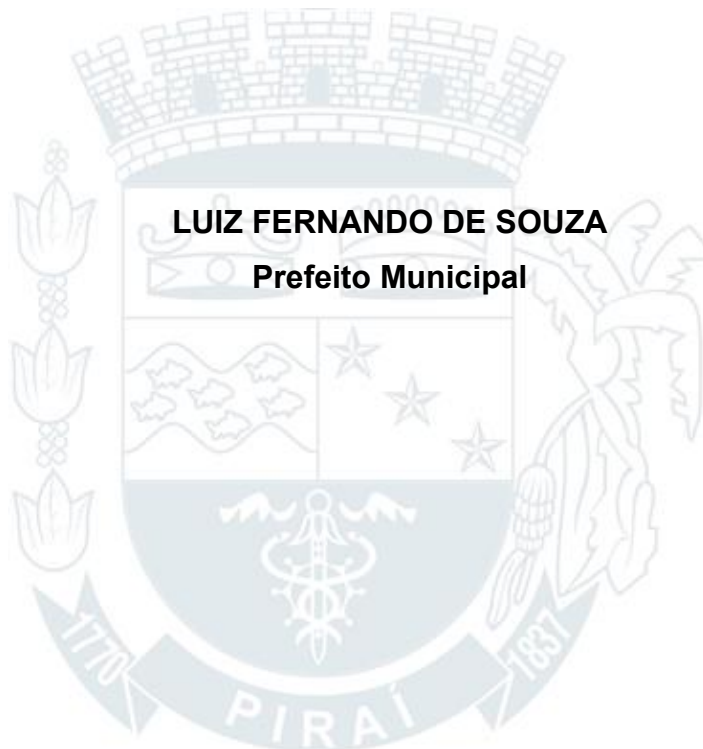 LUIZ FERNANDO DE SOUZA
Prefeito Municipal
1770
PIRAÍ
1837